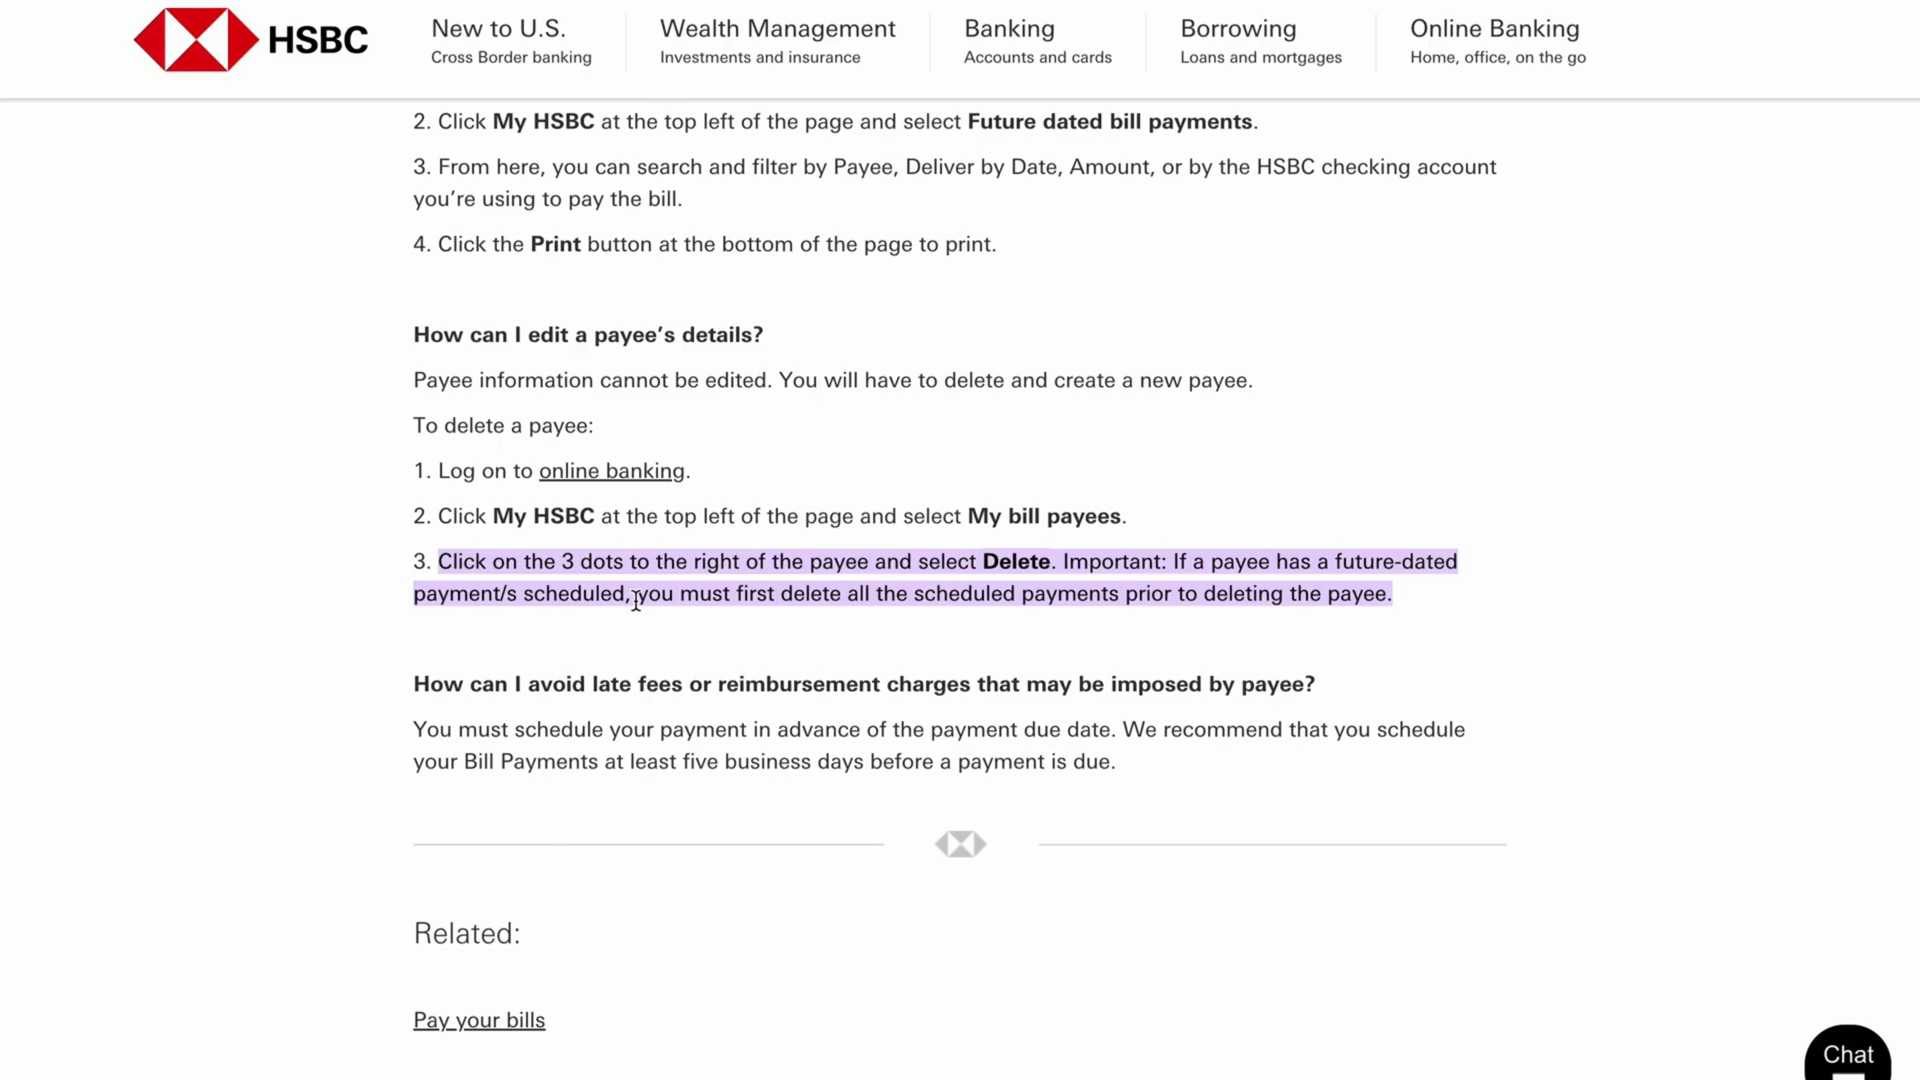 HSBC
New to U.S.
Cross Border banking
Wealth Management
Investments and insurance
Banking
Accounts and cards
Borrowing
Loans and mortgages
Online Banking
Home, office, on the go
2. Click My HSBC at the top left of the page and select Future dated bill payments.
3. From here, you can search and filter by Payee, Deliver by Date, Amount, or by the HSBC checking account
you’re using to pay the bill.
4. Click the Print button at the bottom of the page to print.
How can I edit a payee’s details?
Payee information cannot be edited. You will have to delete and create a new payee.
To delete a payee:
1. Log on to online banking.
2. Click My HSBC at the top left of the page and select My bill payees.
3. Click on the 3 dots to the right of the payee and select Delete. Important: If a payee has a future-dated
payment/s scheduled, you must first delete all the scheduled payments prior to deleting the payee.
How can I avoid late fees or reimbursement charges that may be imposed by payee?
You must schedule your payment in advance of the payment due date. We recommend that you schedule
your Bill Payments at least five business days before a payment is due.
Related:
Pay your bills
Chat